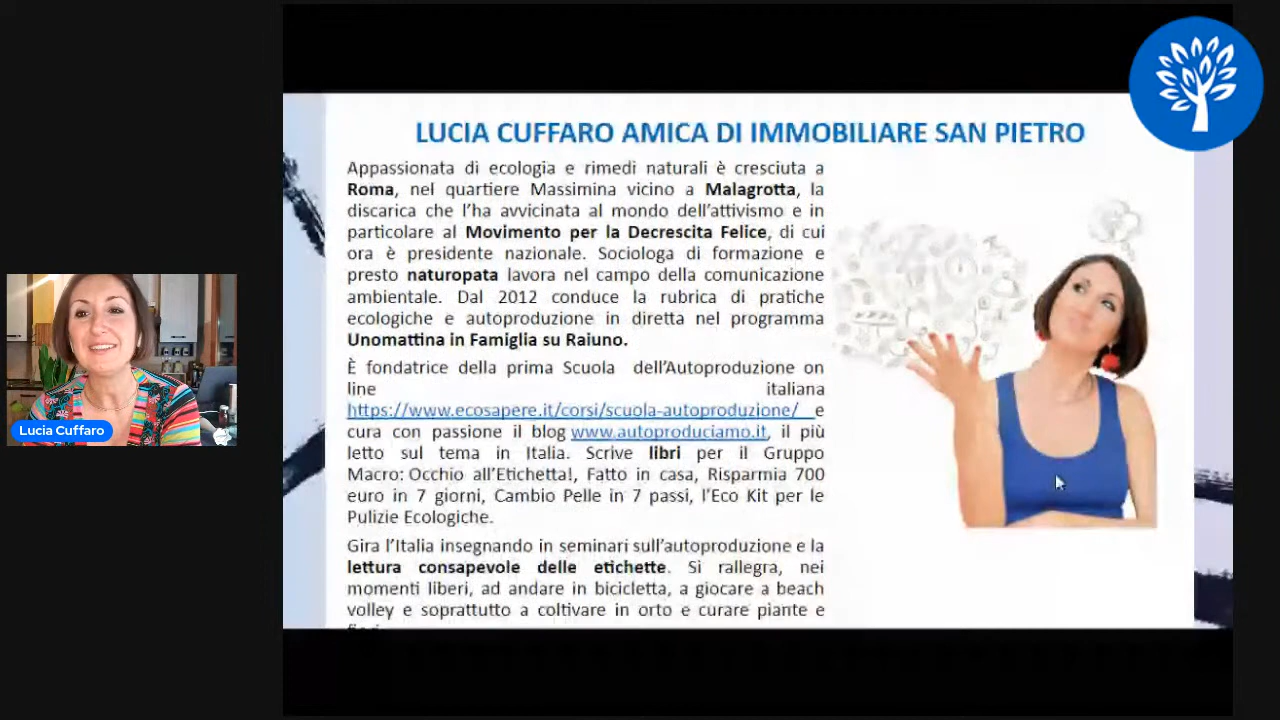 LUCIA CUFFARO AMICA DI IMMOBILIARE SAN PIETRO
Appassionata di ecologia e rimedi naturali è cresciuta a
Roma, nel quartiere Massimina vicino a Malagrotta, la
discarica che l'ha avvicinata al mondo dell'attivismo e in
particolare al Movimento per la Decrescita Felice, di cui
ora è presidente nazionale. Sociologa di formazione e
presto naturopata lavora nel campo della comunicazione
ambientale. Dal 2012 conduce la rubrica di pratiche
ecologiche e autoproduzione in diretta nel programma
Unomattina in Famiglia su Raiuno.
È fondatrice della prima Scuola dell'Autoproduzione on
line italiana
https://www.ecosapere.it/corsi/scuola-autoproduzione/ e
cura con passione il blog www.autoproduciamo.it, il più
letto sul tema in Italia. Scrive libri per il Gruppo
Macro: Occhio all'Etichetta!, Fatto in casa, Risparmia 700
euro in 7 giorni, Cambio Pelle in 7 passi, l'Eco Kit per le
Pulizie Ecologiche.
Gira l'Italia insegnando in seminari sull'autoproduzione e la
lettura consapevole delle etichette. Si rallegra, nei
momenti liberi, ad andare in bicicletta, a giocare a beach
volley e soprattutto a coltivare in orto e curare piante e
Lucia Cuffaro